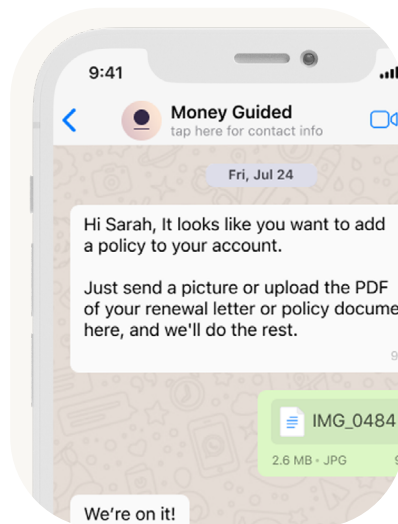 9:41
Money Guided
tap here for contact info
Fri, Jul 24
Hi Sarah, It looks like you want to add
a policy to your account.
Just send a picture or upload the PDF
of your renewal letter or policy docume
here, and we'll do the rest.
9
IMG_0484
2.6 MB • JPG
We're on it!